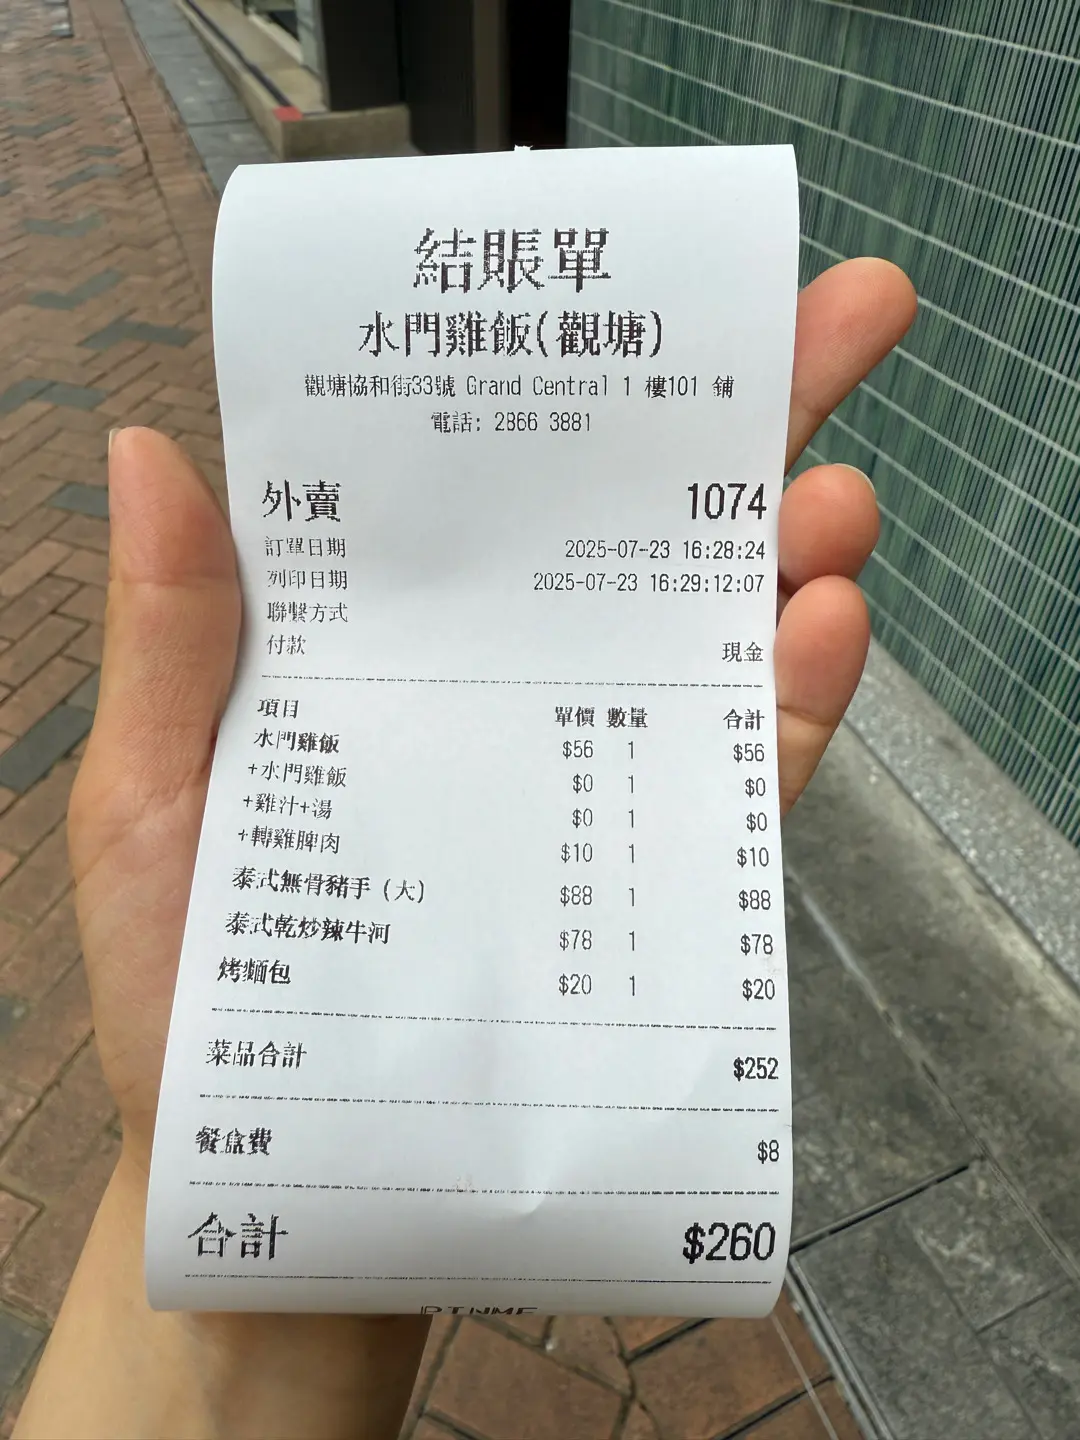 結賬單
水門雞飯(觀塘)
觀塘協和街33號 Grand Central 1 樓101 鋪
電話: 2866 3881
外賣 1074
訂單日期 2025-07-23 16:28:24
列印日期 2025-07-23 16:29:12:07
聯繫方式
付款 現金
項目 單價 數量 合計
水門雞飯 $56 1 $56
+水門雞飯 $0 1 $0
+雞汁+湯 $0 1 $0
+轉雞脾肉 $10 1 $10
泰式無骨豬手 (大) $88 1 $88
泰式乾炒辣牛河 $78 1 $78
烤麵包 $20 1 $20
菜品合計 $252
餐盒費 $8
合計 $260